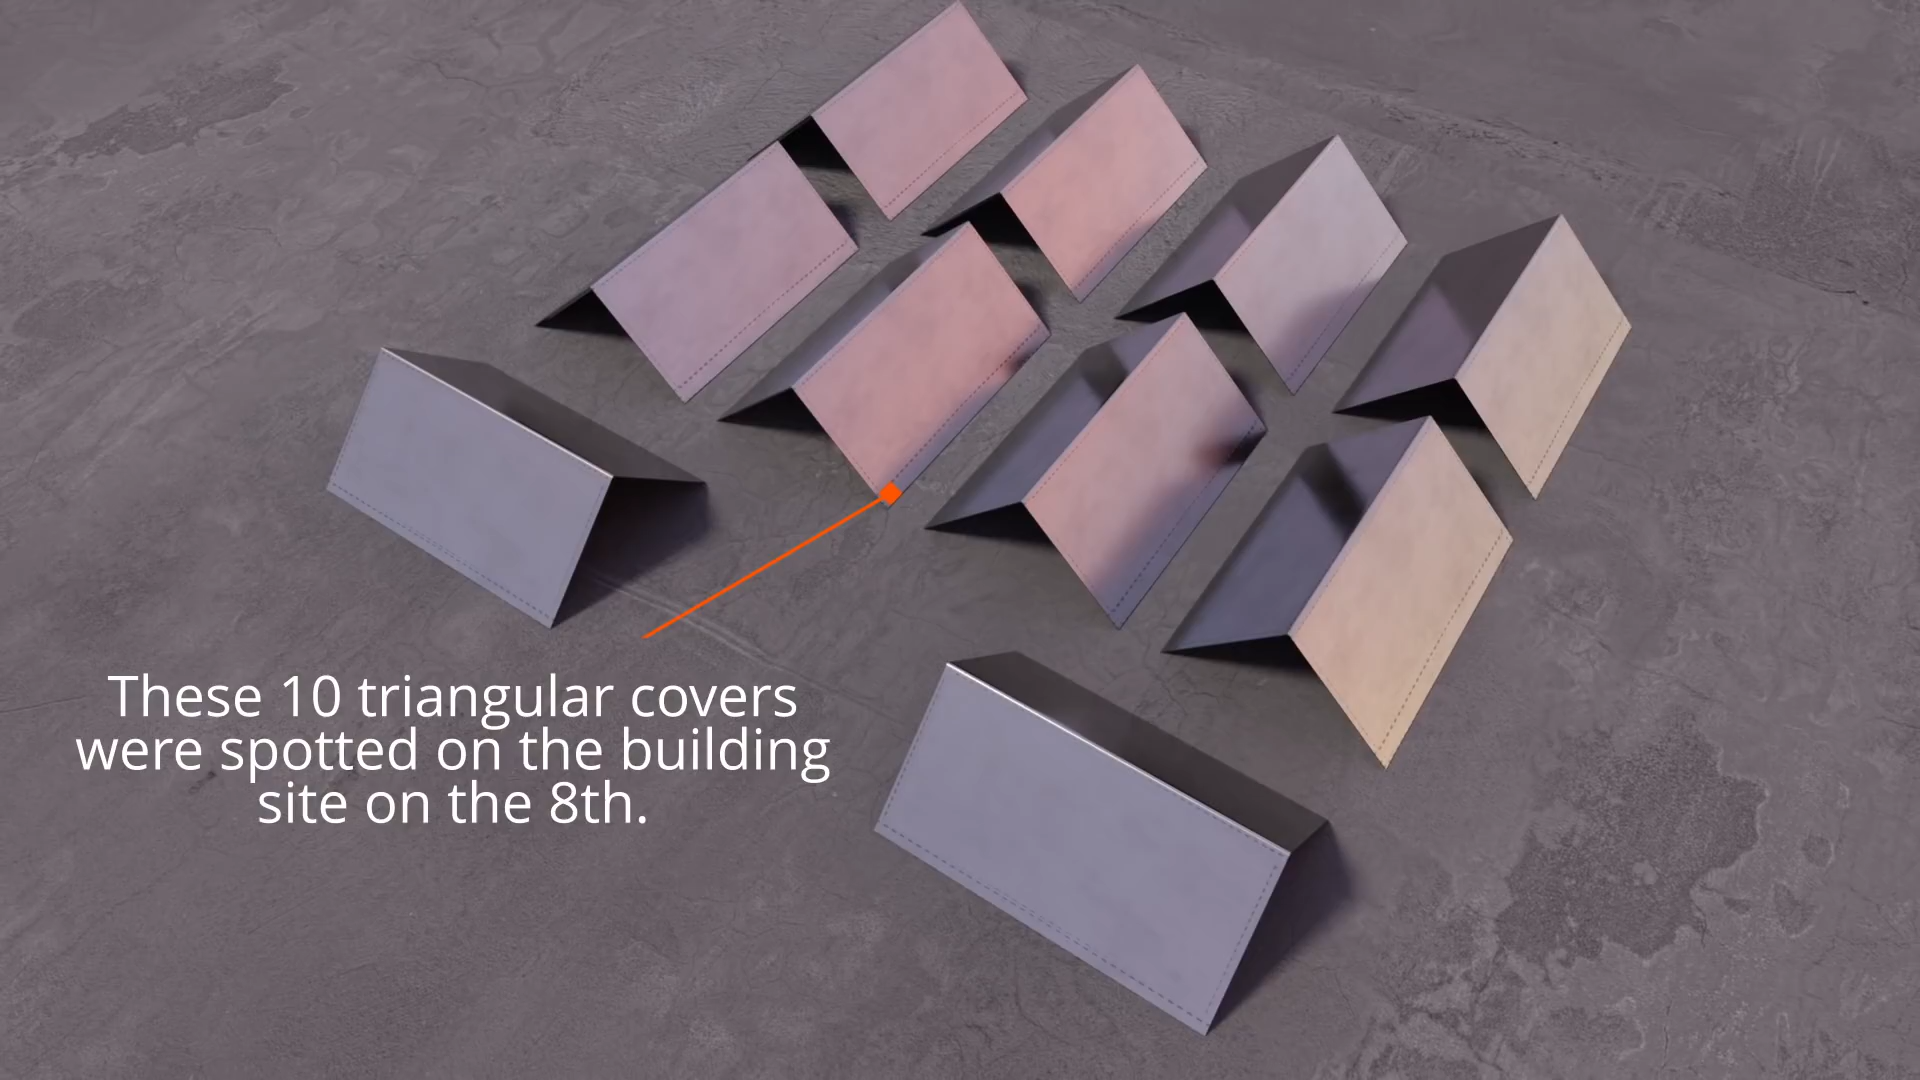 These 10 triangular covers
were spotted on the building
site on the 8th.